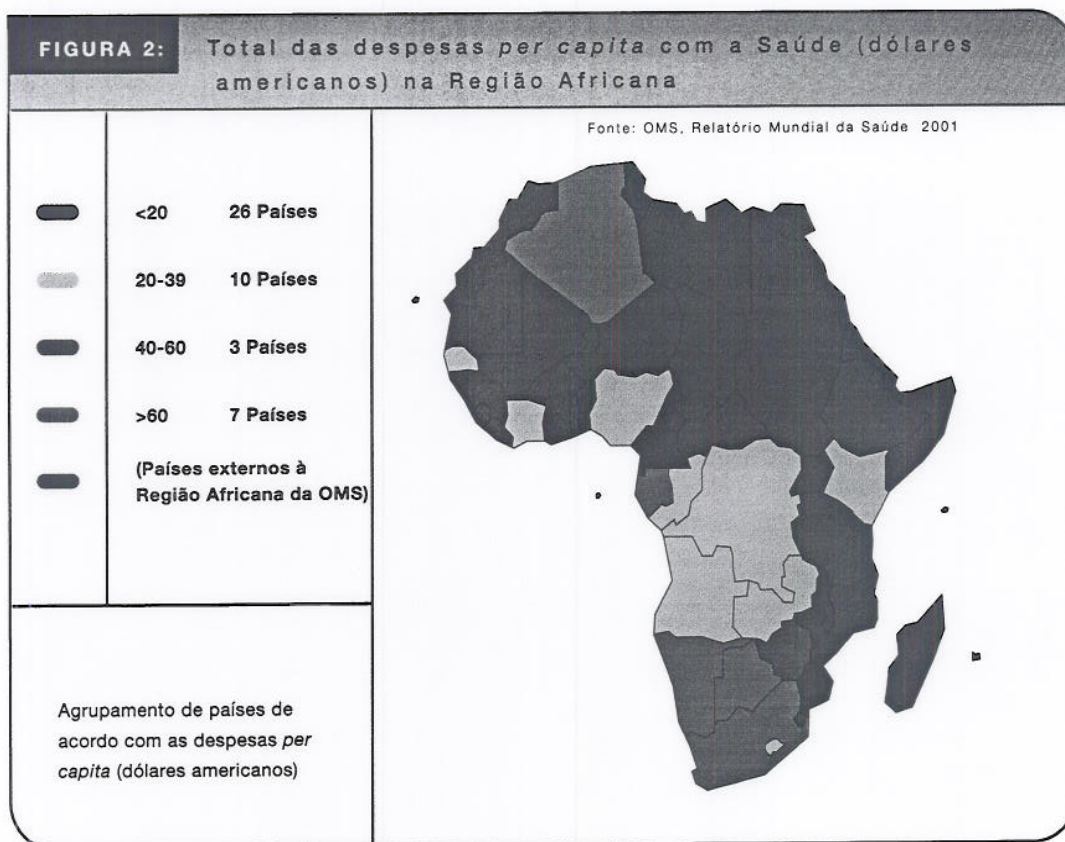 FIGURA 2: Total das despesas per capita com a Saúde (dólares
americanos) na Região Africana
Fonte: OMS, Relatório Mundial da Saúde 2001
<20 26 Países
20-39 10 Países
40-60 3 Países
>60 7 Países
(Países externos à
Região Africana da OMS)
Agrupamento de países de
acordo com as despesas per
capita (dólares americanos)